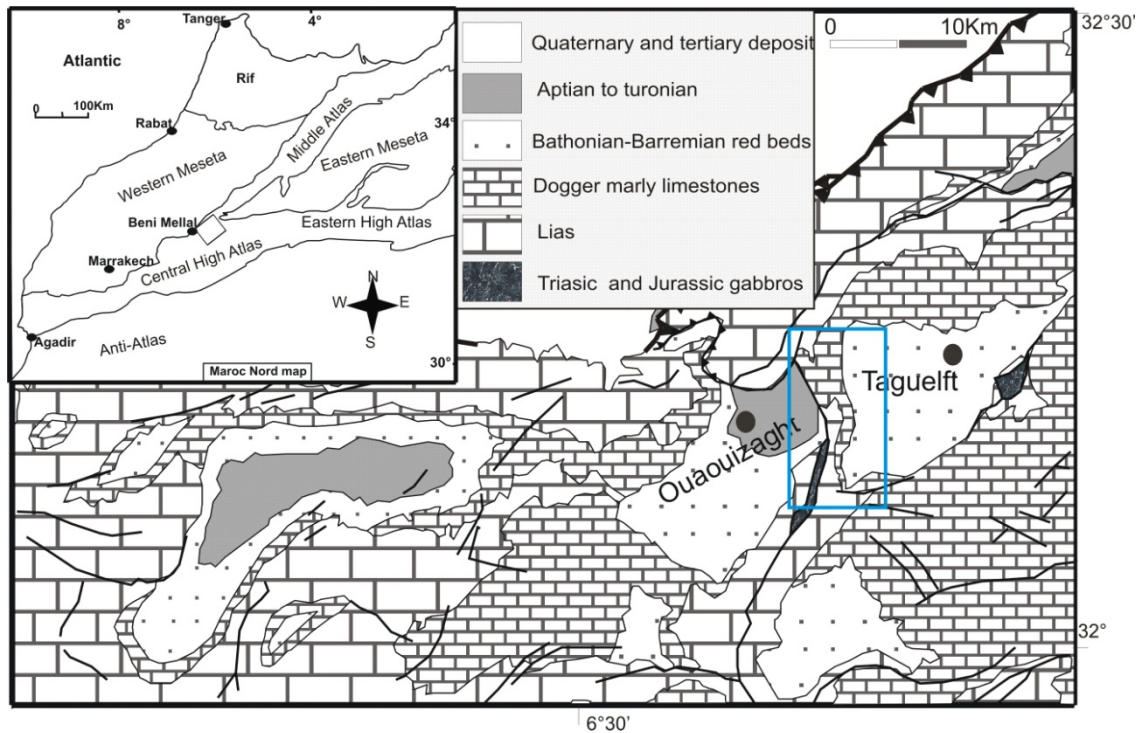 8°
Tanger
4°
Atlantic
Rif
0 100Km
Rabat
34°
Middle Atlas
Western Meseta
Eastern Meseta
Beni Mellal
Eastern High Atlas
Marrakech
Central High Atlas
N
W E
S
Agadir
Anti-Atlas
Maroc Nord map
30°
Quaternary and tertiary deposit
Aptian to turonian
Bathonian-Barremian red beds
Dogger marly limestones
Lias
Triasic and Jurassic gabbros
0 10Km
32°30'
Taguelft
Ouaouizaght
32°
6°30'